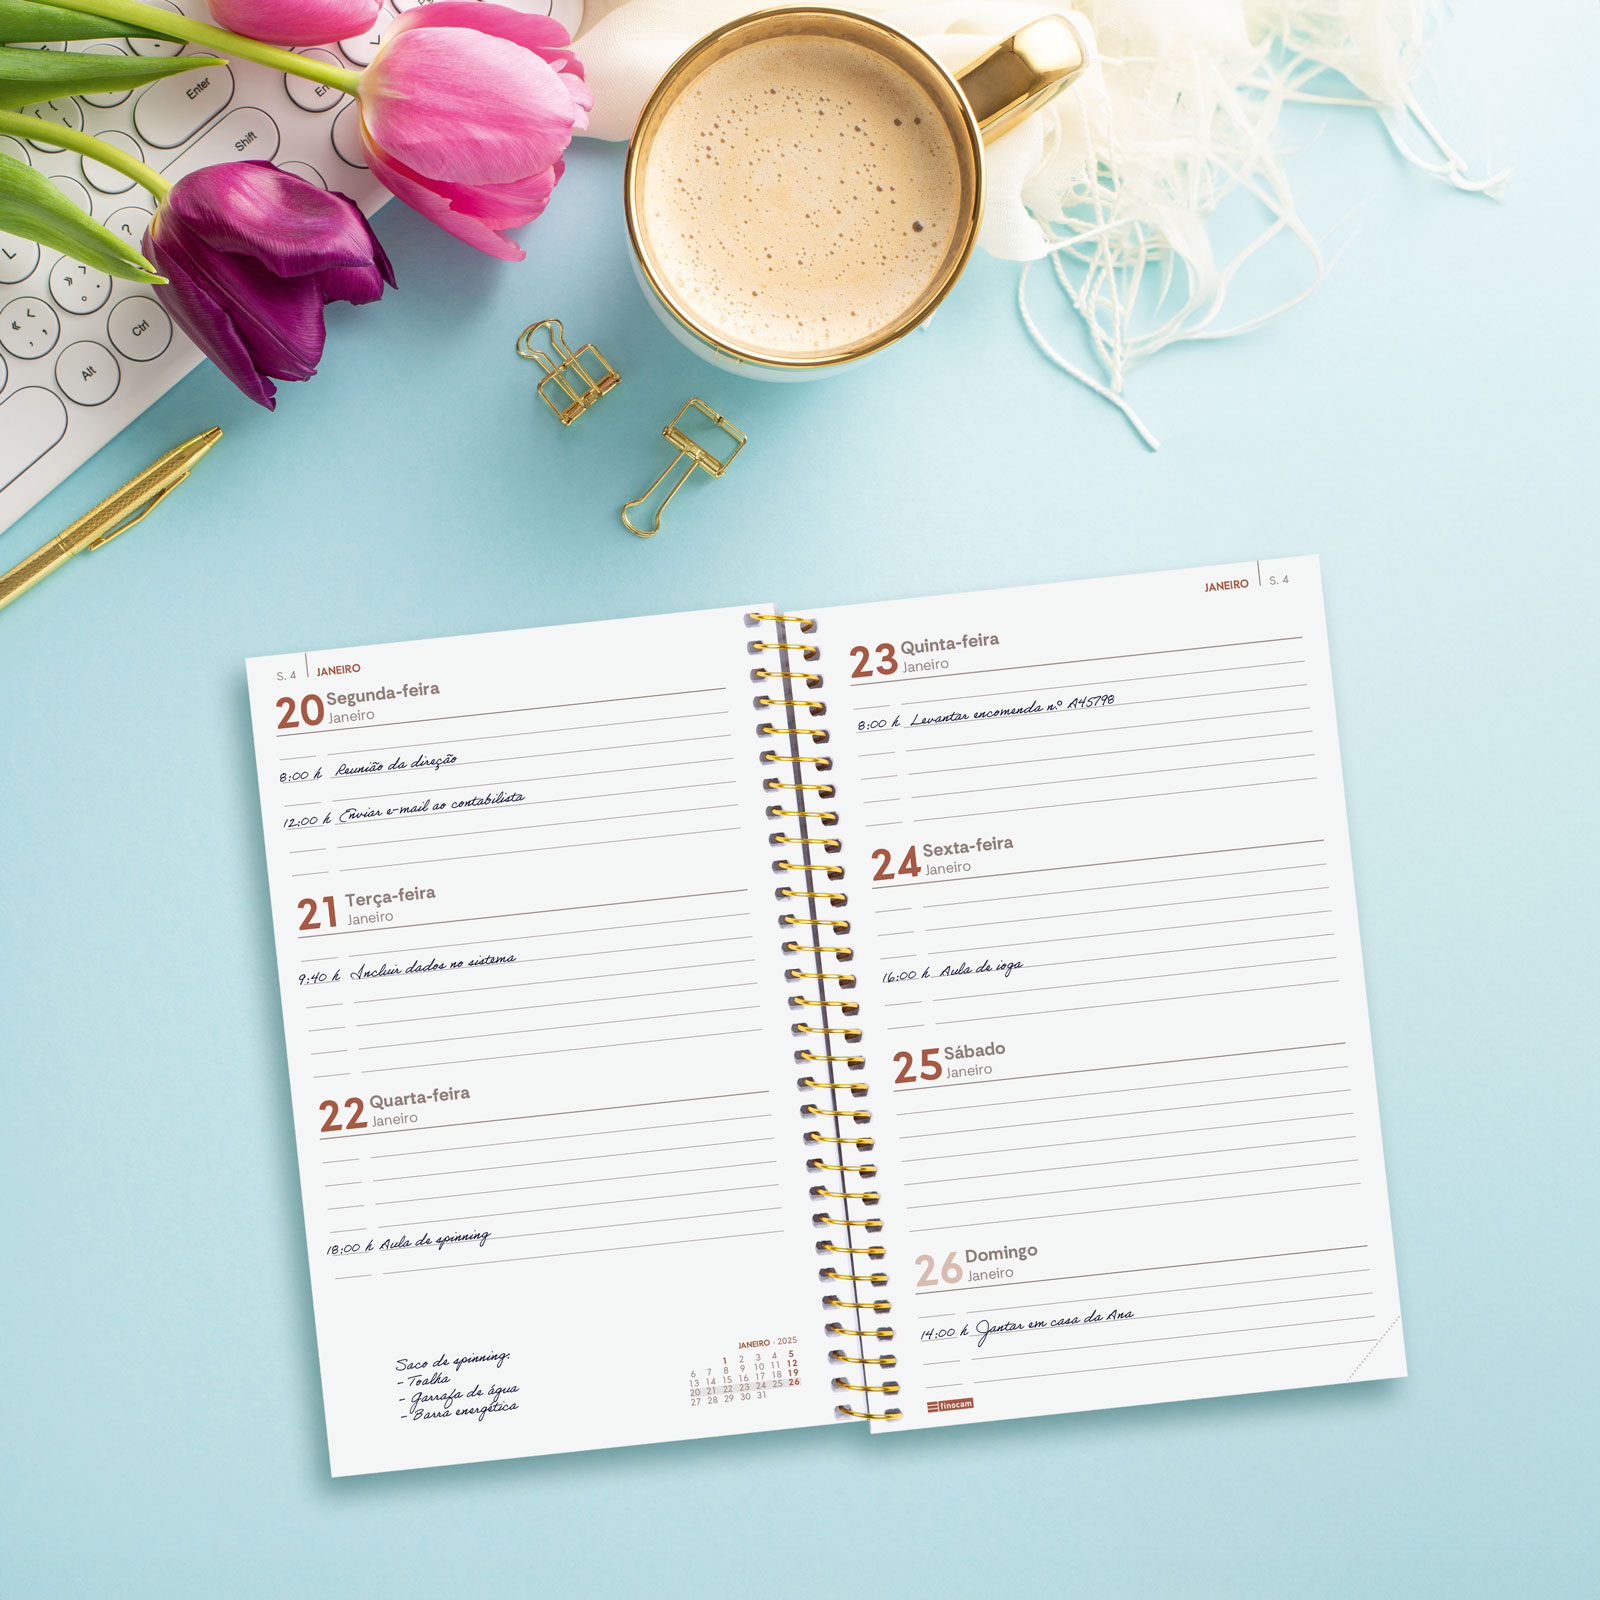 Enter
En
Shift
L
Alt
Ctrl
S. 4 JANEIRO
20 Segunda-feira
Janeiro
8:00 h Reunião da direção
12:00 h Enviar e-mail ao contabilista
21 Terça-feira
Janeiro
9:40 h Incluir dados no sistema
22 Quarta-feira
Janeiro
18:00 h Aula de spinning
Saco de spinning:
- Toalha
- Garrafa de água
- Barra energética
JANEIRO · 2025
1 2 3 4 5
6 7 8 9 10 11 12
13 14 15 16 17 18 19
20 21 22 23 24 25 26
27 28 29 30 31
JANEIRO S. 4
23 Quinta-feira
Janeiro
8:00 h Levantar encomenda n.º A45798
24 Sexta-feira
Janeiro
16:00 h Aula de ioga
25 Sábado
Janeiro
26 Domingo
Janeiro
14:00 h Jantar em casa da Ana
finocam